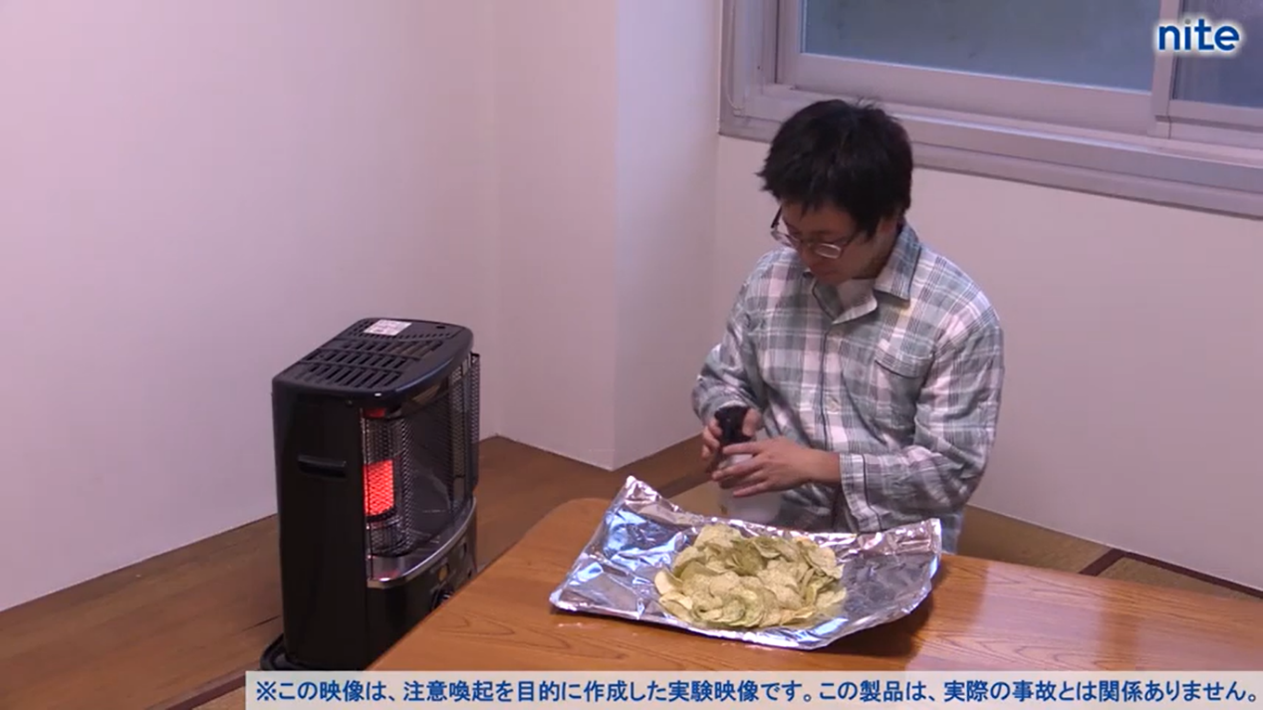 nite
※この映像は、注意喚起を目的に作成した実験映像です。この製品は、実際の事故とは関係ありません。